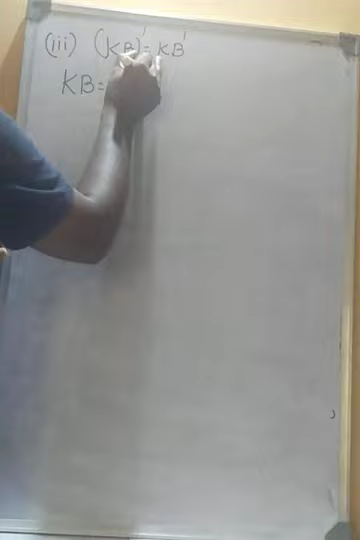 (iii) (KB)' = KB'
KB=